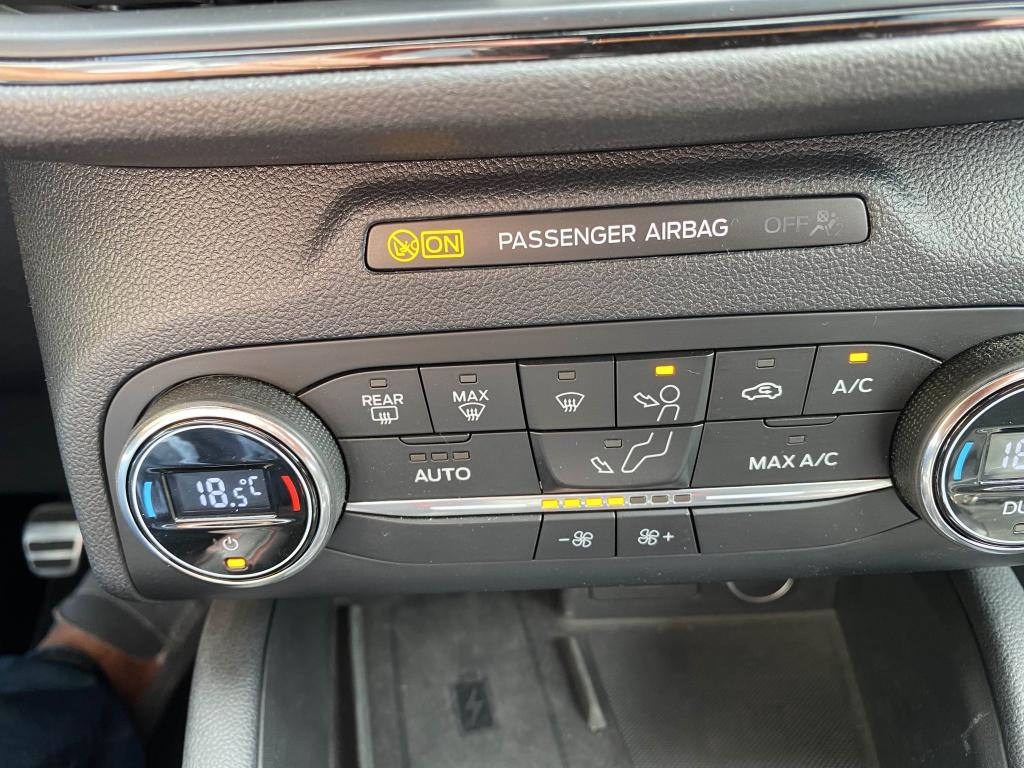 ON PASSENGER AIRBAG OFF
REAR
MAX
A/C
AUTO
MAX A/C
18.5°C
- +